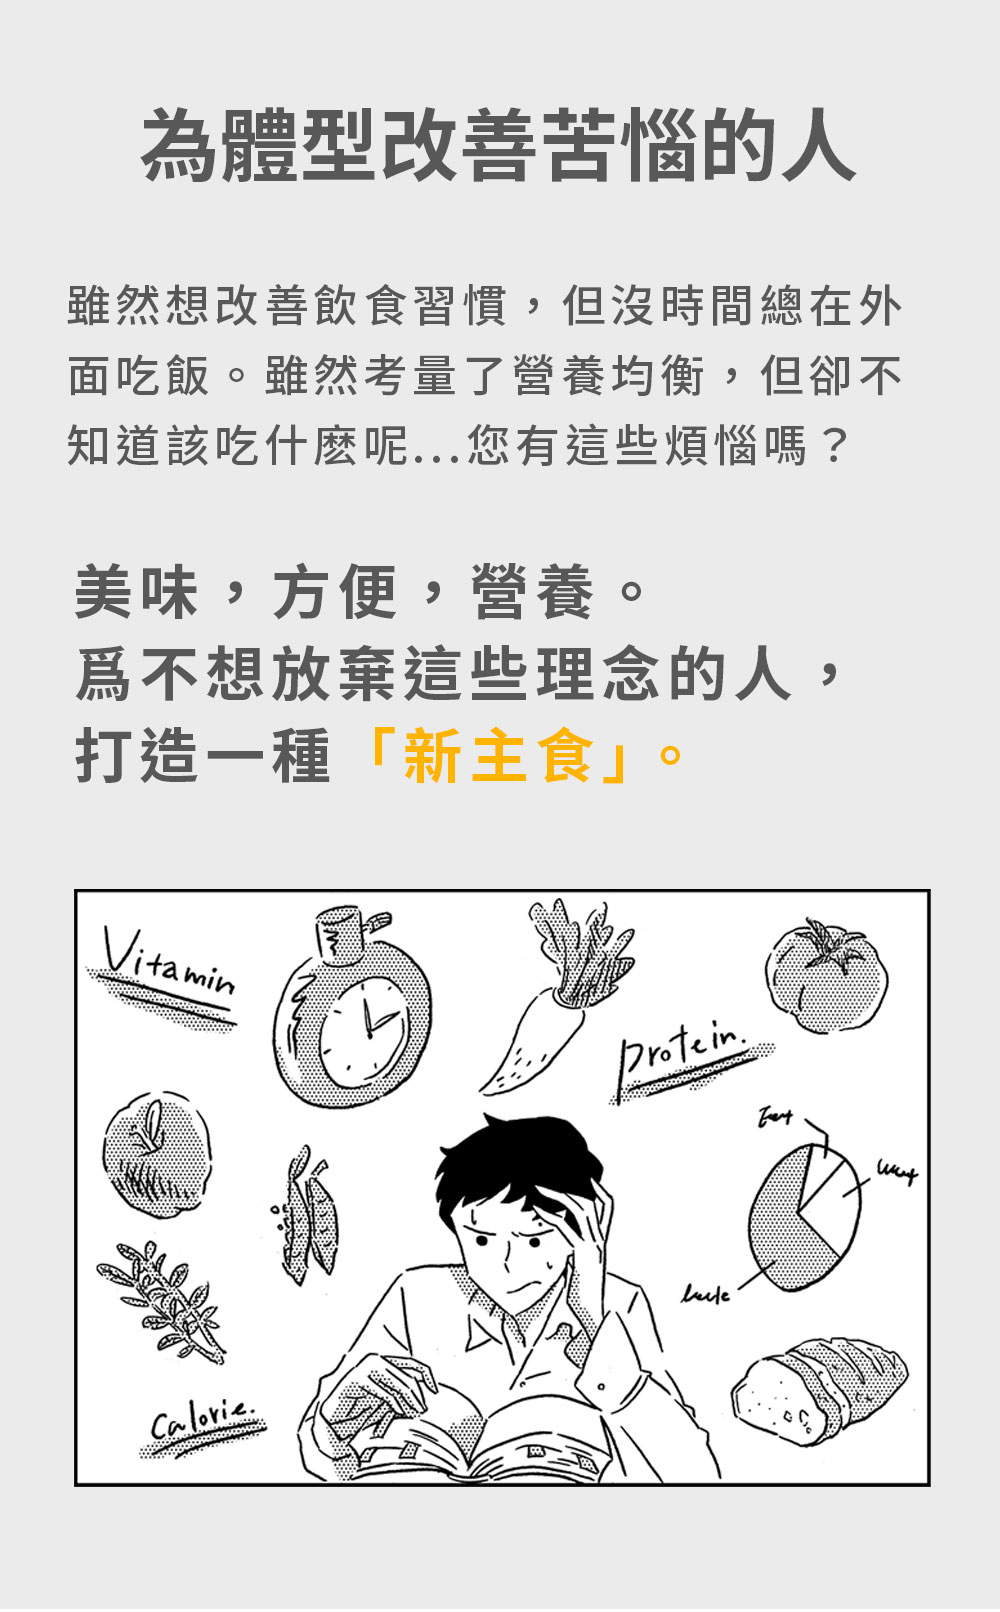 為體型改善苦惱的人
雖然想改善飲食習慣，但沒時間總在外
面吃飯。雖然考量了營養均衡，但卻不
知道該吃什麽呢...您有這些煩惱嗎？
美味，方便，營養。
爲不想放棄這些理念的人，
打造一種「新主食」。
Vitamin
Protein.
Calorie.